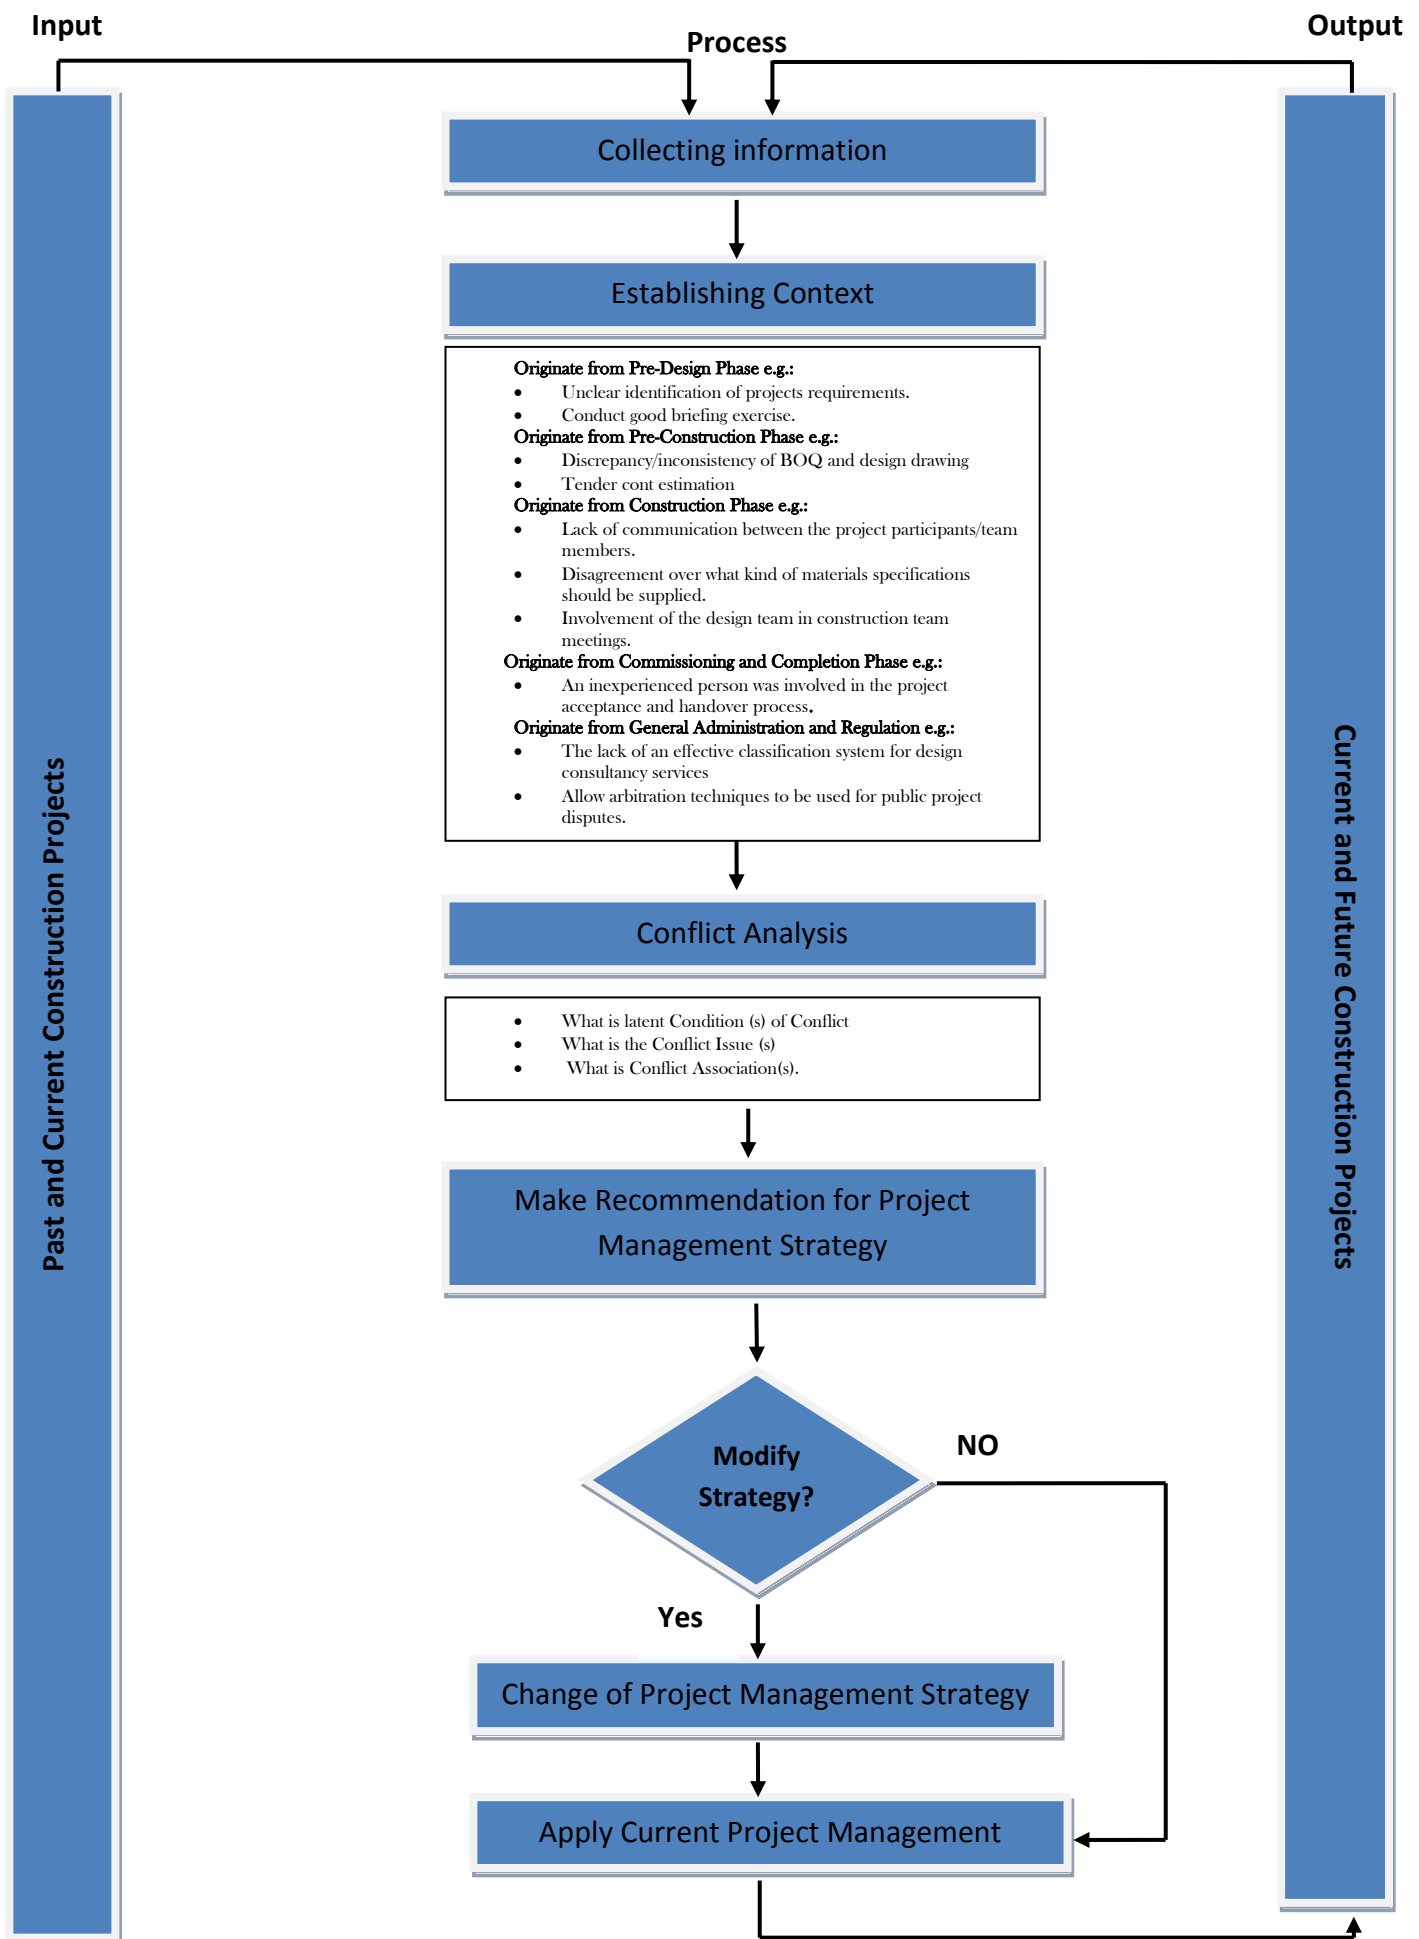 Input
Process
Output
Collecting information
Establishing Context
Originate from Pre-Design Phase e.g.:
• Unclear identification of projects requirements.
• Conduct good briefing exercise.
Originate from Pre-Construction Phase e.g.:
• Discrepancy/inconsistency of BOQ and design drawing
• Tender cont estimation
Originate from Construction Phase e.g.:
• Lack of communication between the project participants/team
members.
• Disagreement over what kind of materials specifications
should be supplied.
• Involvement of the design team in construction team
meetings.
Originate from Commissioning and Completion Phase e.g.:
• An inexperienced person was involved in the project
acceptance and handover process.
Originate from General Administration and Regulation e.g.:
• The lack of an effective classification system for design
consultancy services
• Allow arbitration techniques to be used for public project
disputes.
Past and Current Construction Projects
Current and Future Construction Projects
Conflict Analysis
• What is latent Condition (s) of Conflict
• What is the Conflict Issue (s)
• What is Conflict Association(s).
Make Recommendation for Project
Management Strategy
Modify
Strategy?
NO
Yes
Change of Project Management Strategy
Apply Current Project Management